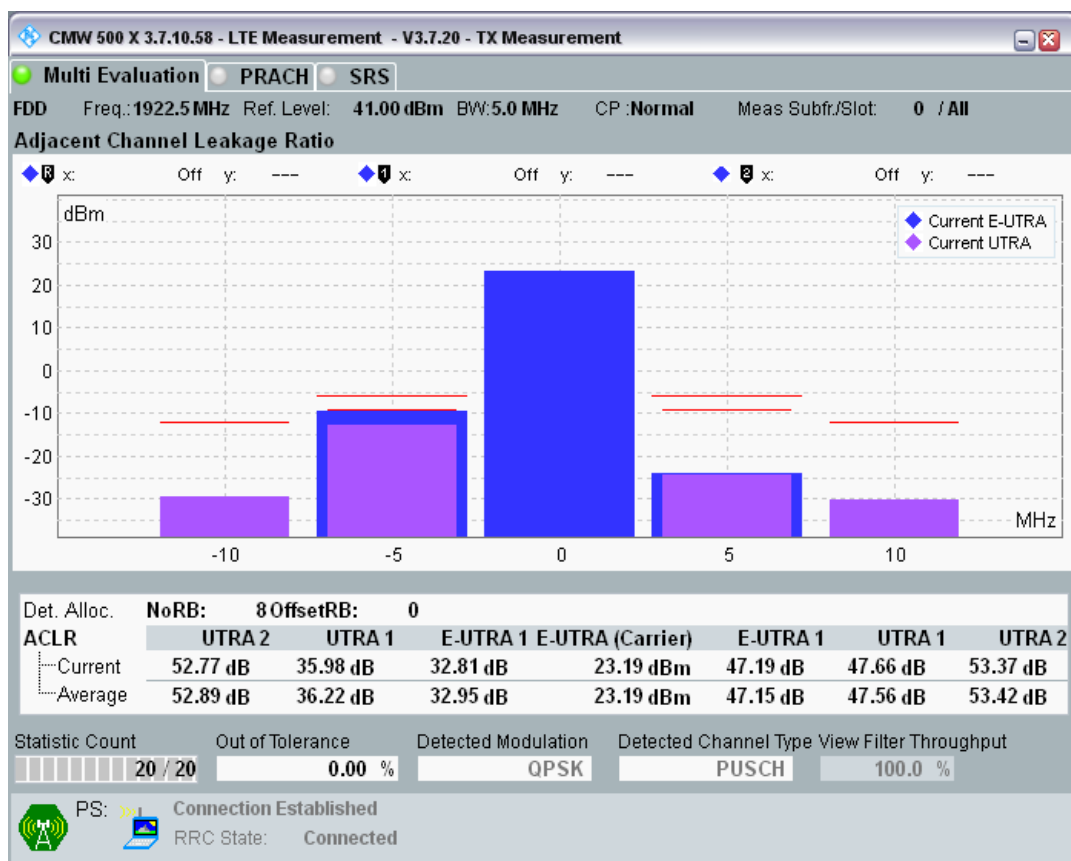 CMW 500 X 3.7.10.58 - LTE Measurement - V3.7.20 - TX Measurement
Multi Evaluation PRACH SRS
FDD Freq.: 1922.5 MHz Ref. Level: 41.00 dBm BW: 5.0 MHz CP : Normal Meas Subfr./Slot: 0 / All
Adjacent Channel Leakage Ratio
R x: Off y: --- 1 x: Off y: --- 2 x: Off y: ---
dBm
Current E-UTRA
Current UTRA
30
20
10
0
-10
-20
-30
MHz
-10 -5 0 5 10
Det. Alloc. NoRB: 8 OffsetRB: 0
ACLR UTRA 2 UTRA 1 E-UTRA 1 E-UTRA (Carrier) E-UTRA 1 UTRA 1 UTRA 2
Current 52.77 dB 35.98 dB 32.81 dB 23.19 dBm 47.19 dB 47.66 dB 53.37 dB
Average 52.89 dB 36.22 dB 32.95 dB 23.19 dBm 47.15 dB 47.56 dB 53.42 dB
Statistic Count Out of Tolerance Detected Modulation Detected Channel Type View Filter Throughput
20 / 20 0.00 % QPSK PUSCH 100.0 %
PS: Connection Established
RRC State: Connected